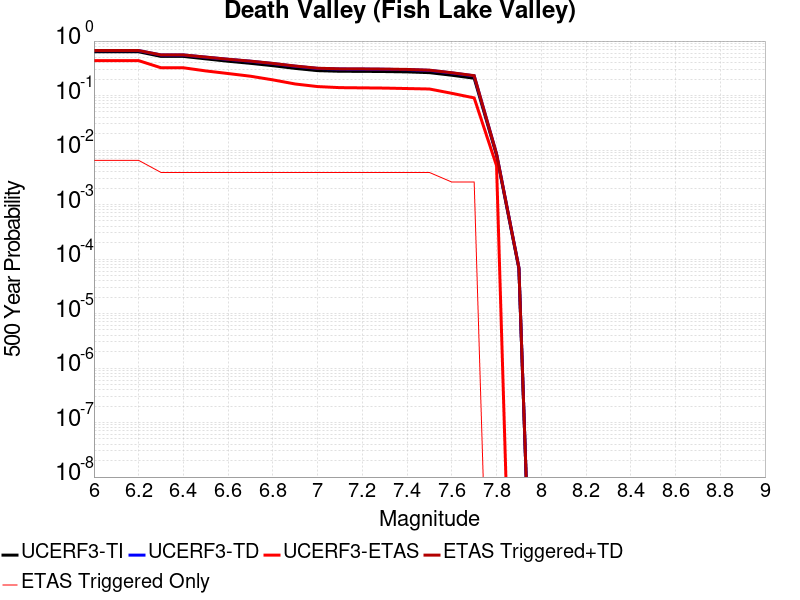 Death Valley (Fish Lake Valley)
10^0
10^-1
10^-2
10^-3
10^-4
10^-5
10^-6
10^-7
10^-8
500 Year Probability
6 6.2 6.4 6.6 6.8 7 7.2 7.4 7.6 7.8 8 8.2 8.4 8.6 8.8 9
Magnitude
UCERF3-TI UCERF3-TD UCERF3-ETAS ETAS Triggered+TD
ETAS Triggered Only